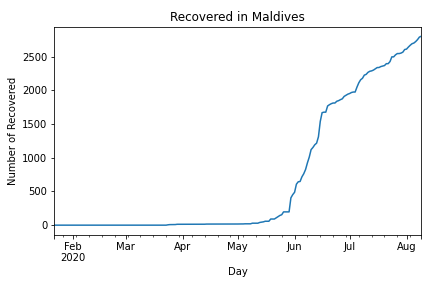 Recovered in Maldives
Number of Recovered
2500
2000
1500
1000
500
0
Feb Mar Apr May Jun Jul Aug
2020
Day